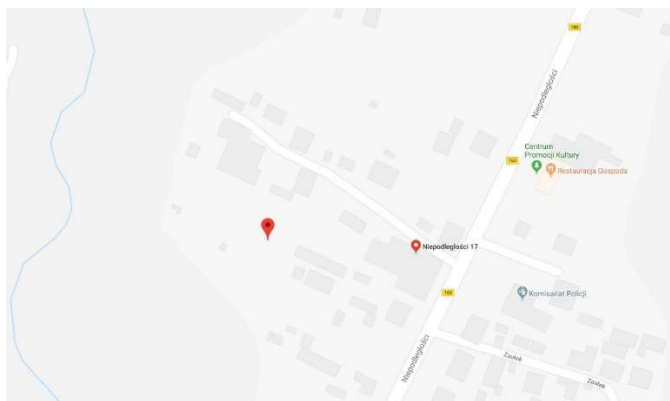 160
Niepodległości
Centrum
Promocji Kultury
160
Restauracja Gospoda
Niepodległości 17
160
Komisariat Policji
Niepodległości
Zaułek
Zaułek